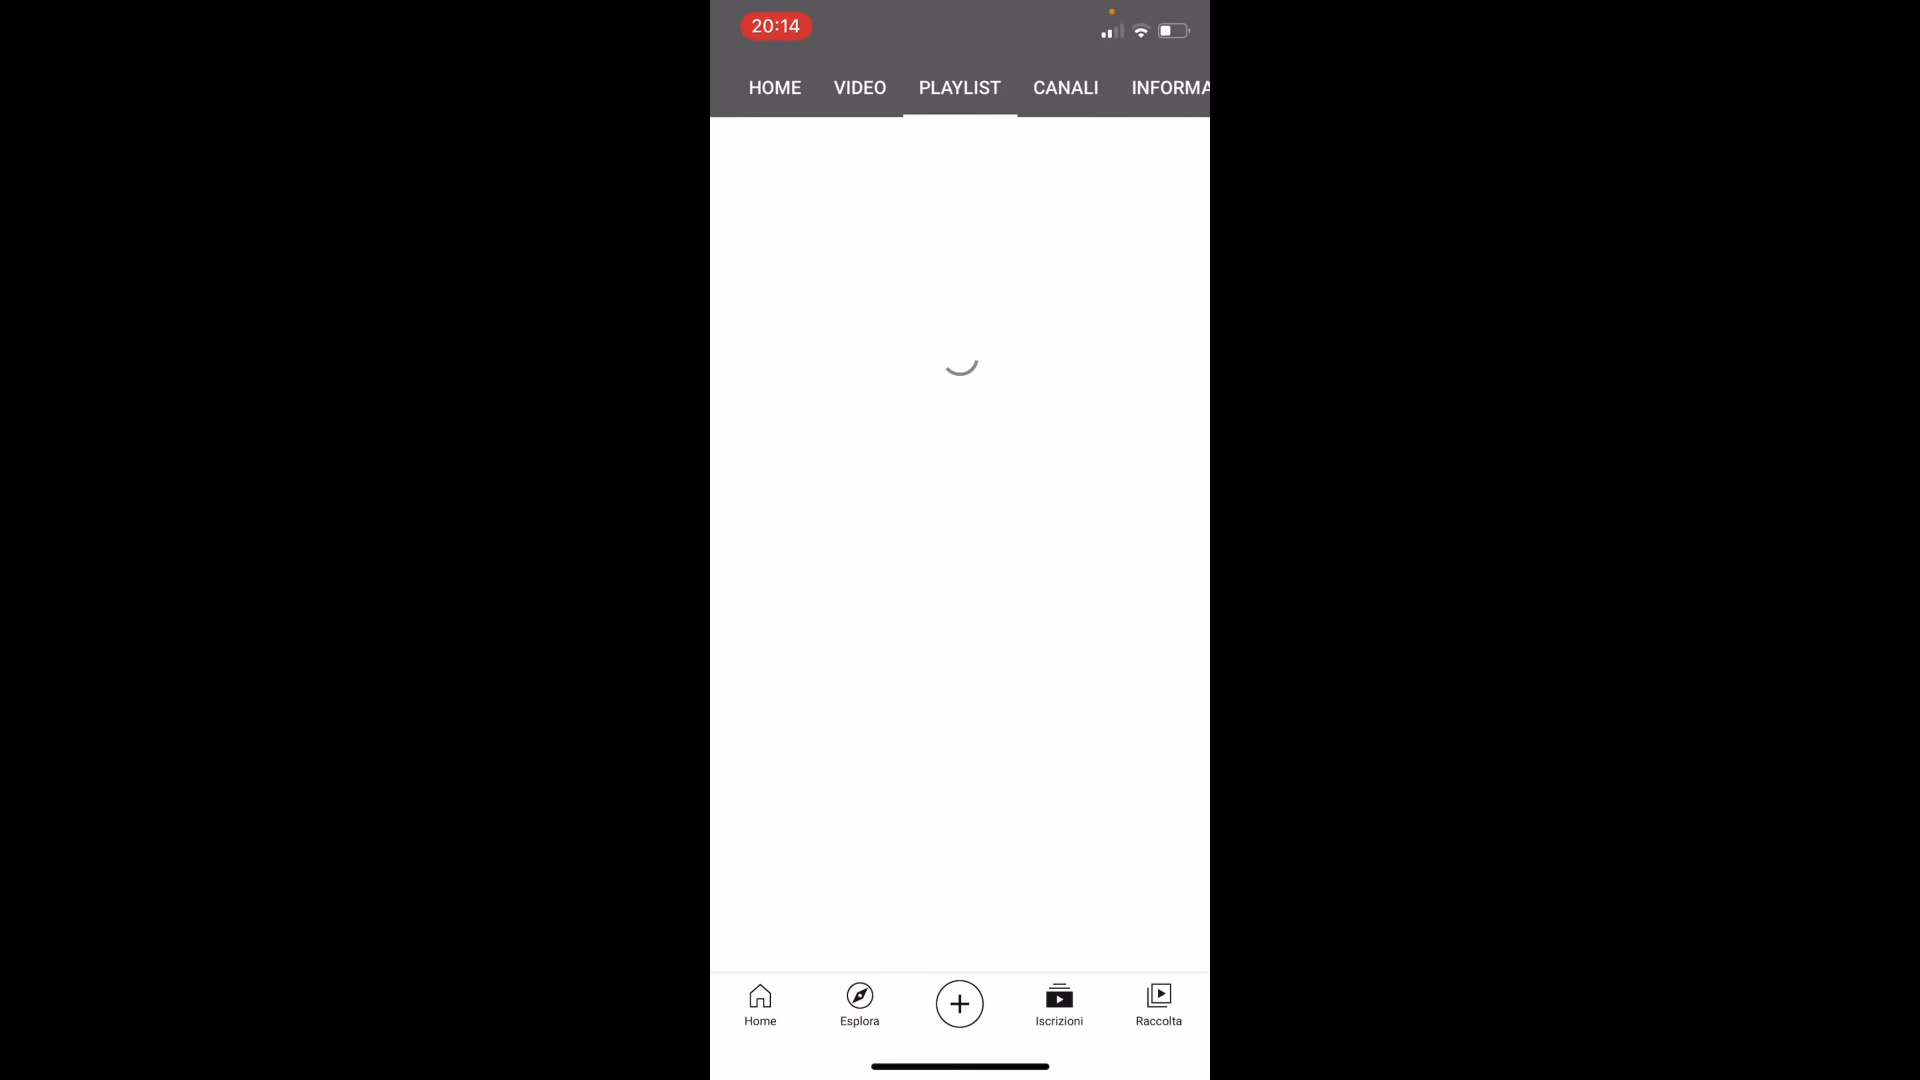 20:14
HOME VIDEO PLAYLIST CANALI INFORMA
Home Esplora Iscrizioni Raccolta